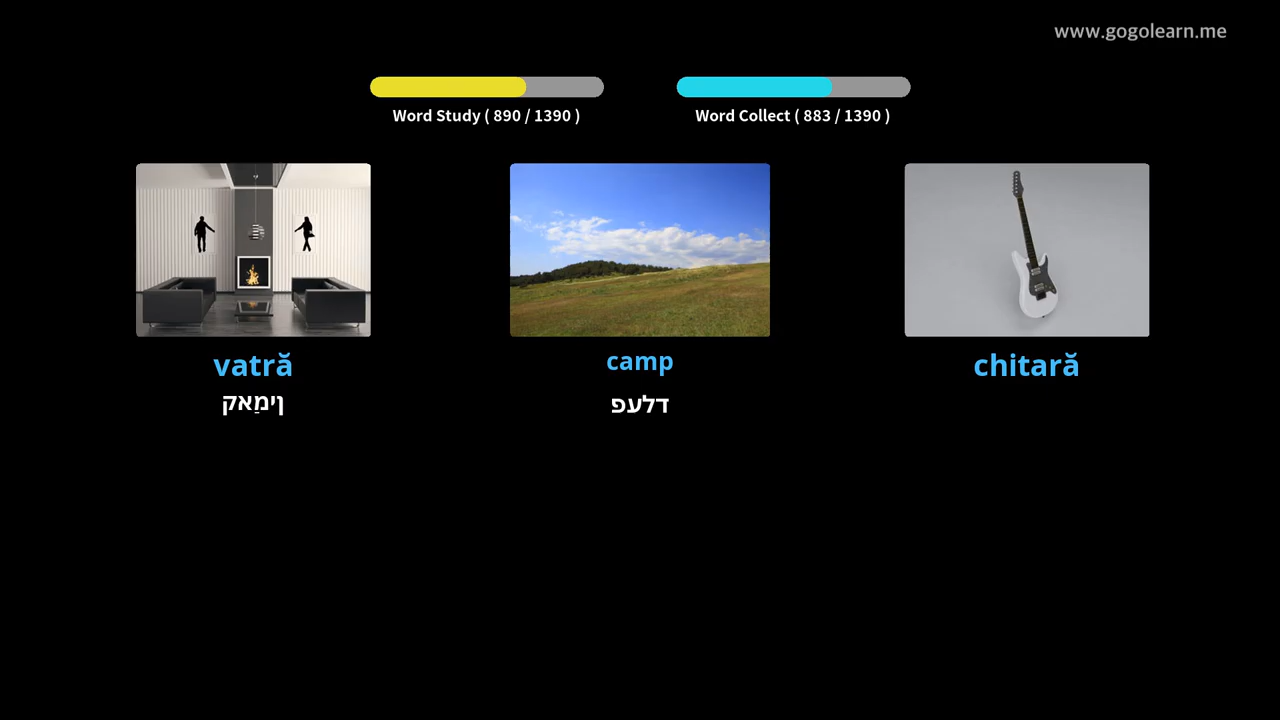 www.gogolearn.me
Word Study ( 890 / 1390 )
Word Collect ( 883 / 1390 )
vatră
קאַמין
camp
פעלד
chitară